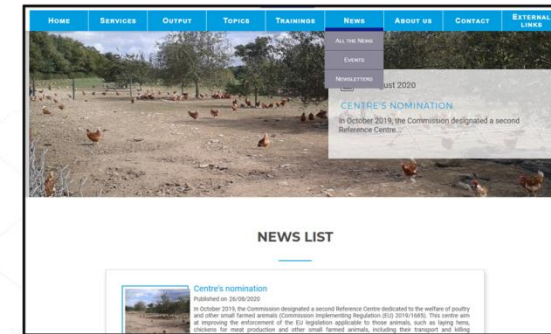 HOME SERVICES OUTPUT TOPICS TRAININGS NEWS ABOUT US CONTACT EXTERNAL LINKS
ALL THE NEWS
EVENTS
NEWSLETTERS
ust 2020
CENTRE'S NOMINATION
In October 2019, the Commission designated a second
Reference Centre...
NEWS LIST
Centre's nomination
Published on 26/08/2020
In October 2019, the Commission designated a second Reference Centre dedicated to the welfare of poultry
and other small farmed animals (Commission Implementing Regulation (EU) 2019/1685). This centre aim
at improving the enforcement of the EU legislation applicable to those animals, such as laying hens,
chickens for meat production and other small farmed animals, including their transport and killing